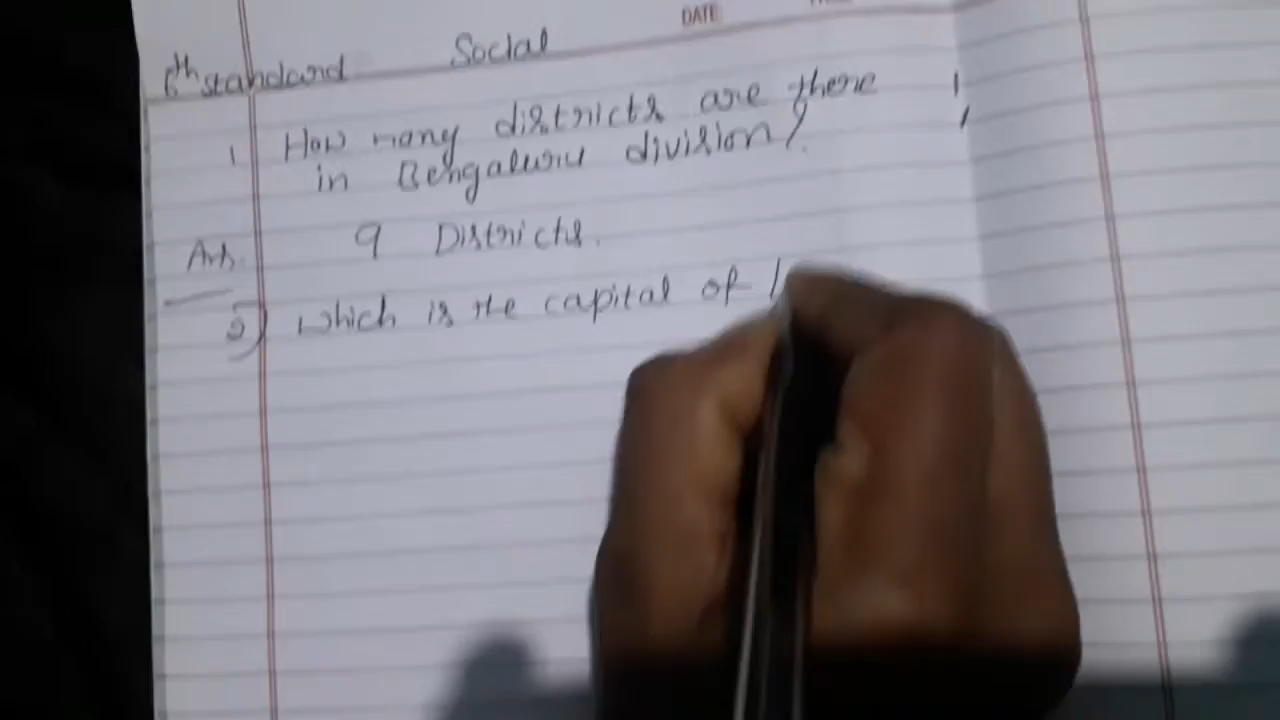 DATE
6th standard Social
1 How many districts are there
in Bengaluru division?
Ans. 9 Districts.
2) which is the capital of